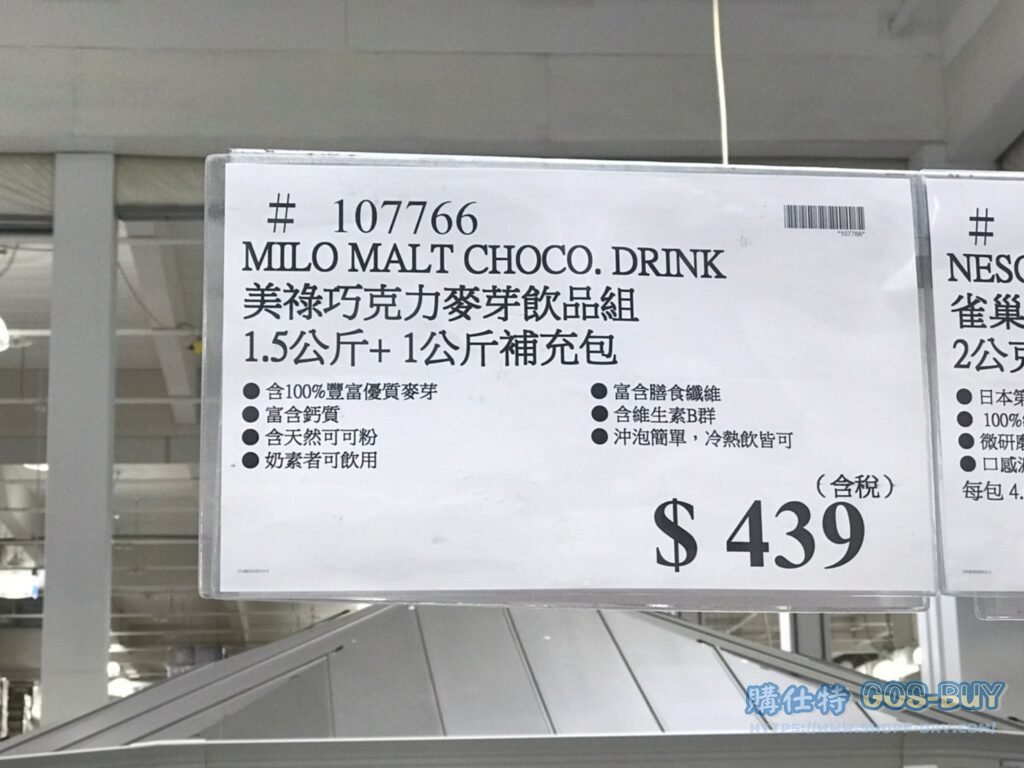 # 107766
*107766*
MILO MALT CHOCO. DRINK
美祿巧克力麥芽飲品組
1.5公斤+ 1公斤補充包
● 含100%豐富優質麥芽
● 富含鈣質
● 含天然可可粉
● 奶素者可飲用
● 富含膳食纖維
● 含維生素B群
● 沖泡簡單，冷熱飲皆可
（含稅）
$ 439
#
NESC
雀巢
2公克
● 日本第
● 100%
● 微研磨
● 口感
每包 4.
購仕特 GOS-BUY